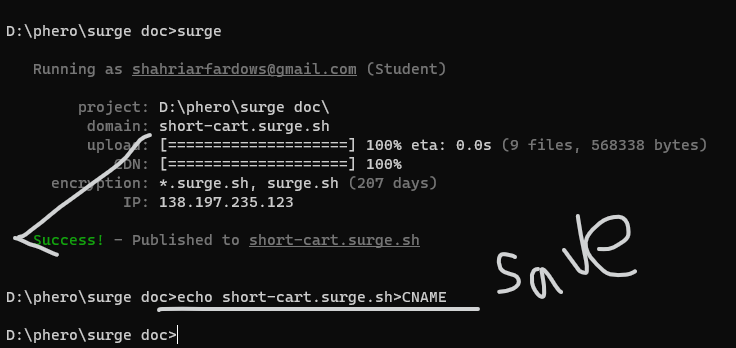 D:\phero\surge doc>surge
Running as shahriarfardows@gmail.com (Student)
project: D:\phero\surge doc\
domain: short-cart.surge.sh
upload: [====================] 100% eta: 0.0s (9 files, 568338 bytes)
CDN: [====================] 100%
encryption: *.surge.sh, surge.sh (207 days)
IP: 138.197.235.123
Success! - Published to short-cart.surge.sh
D:\phero\surge doc>echo short-cart.surge.sh>CNAME
save
D:\phero\surge doc>